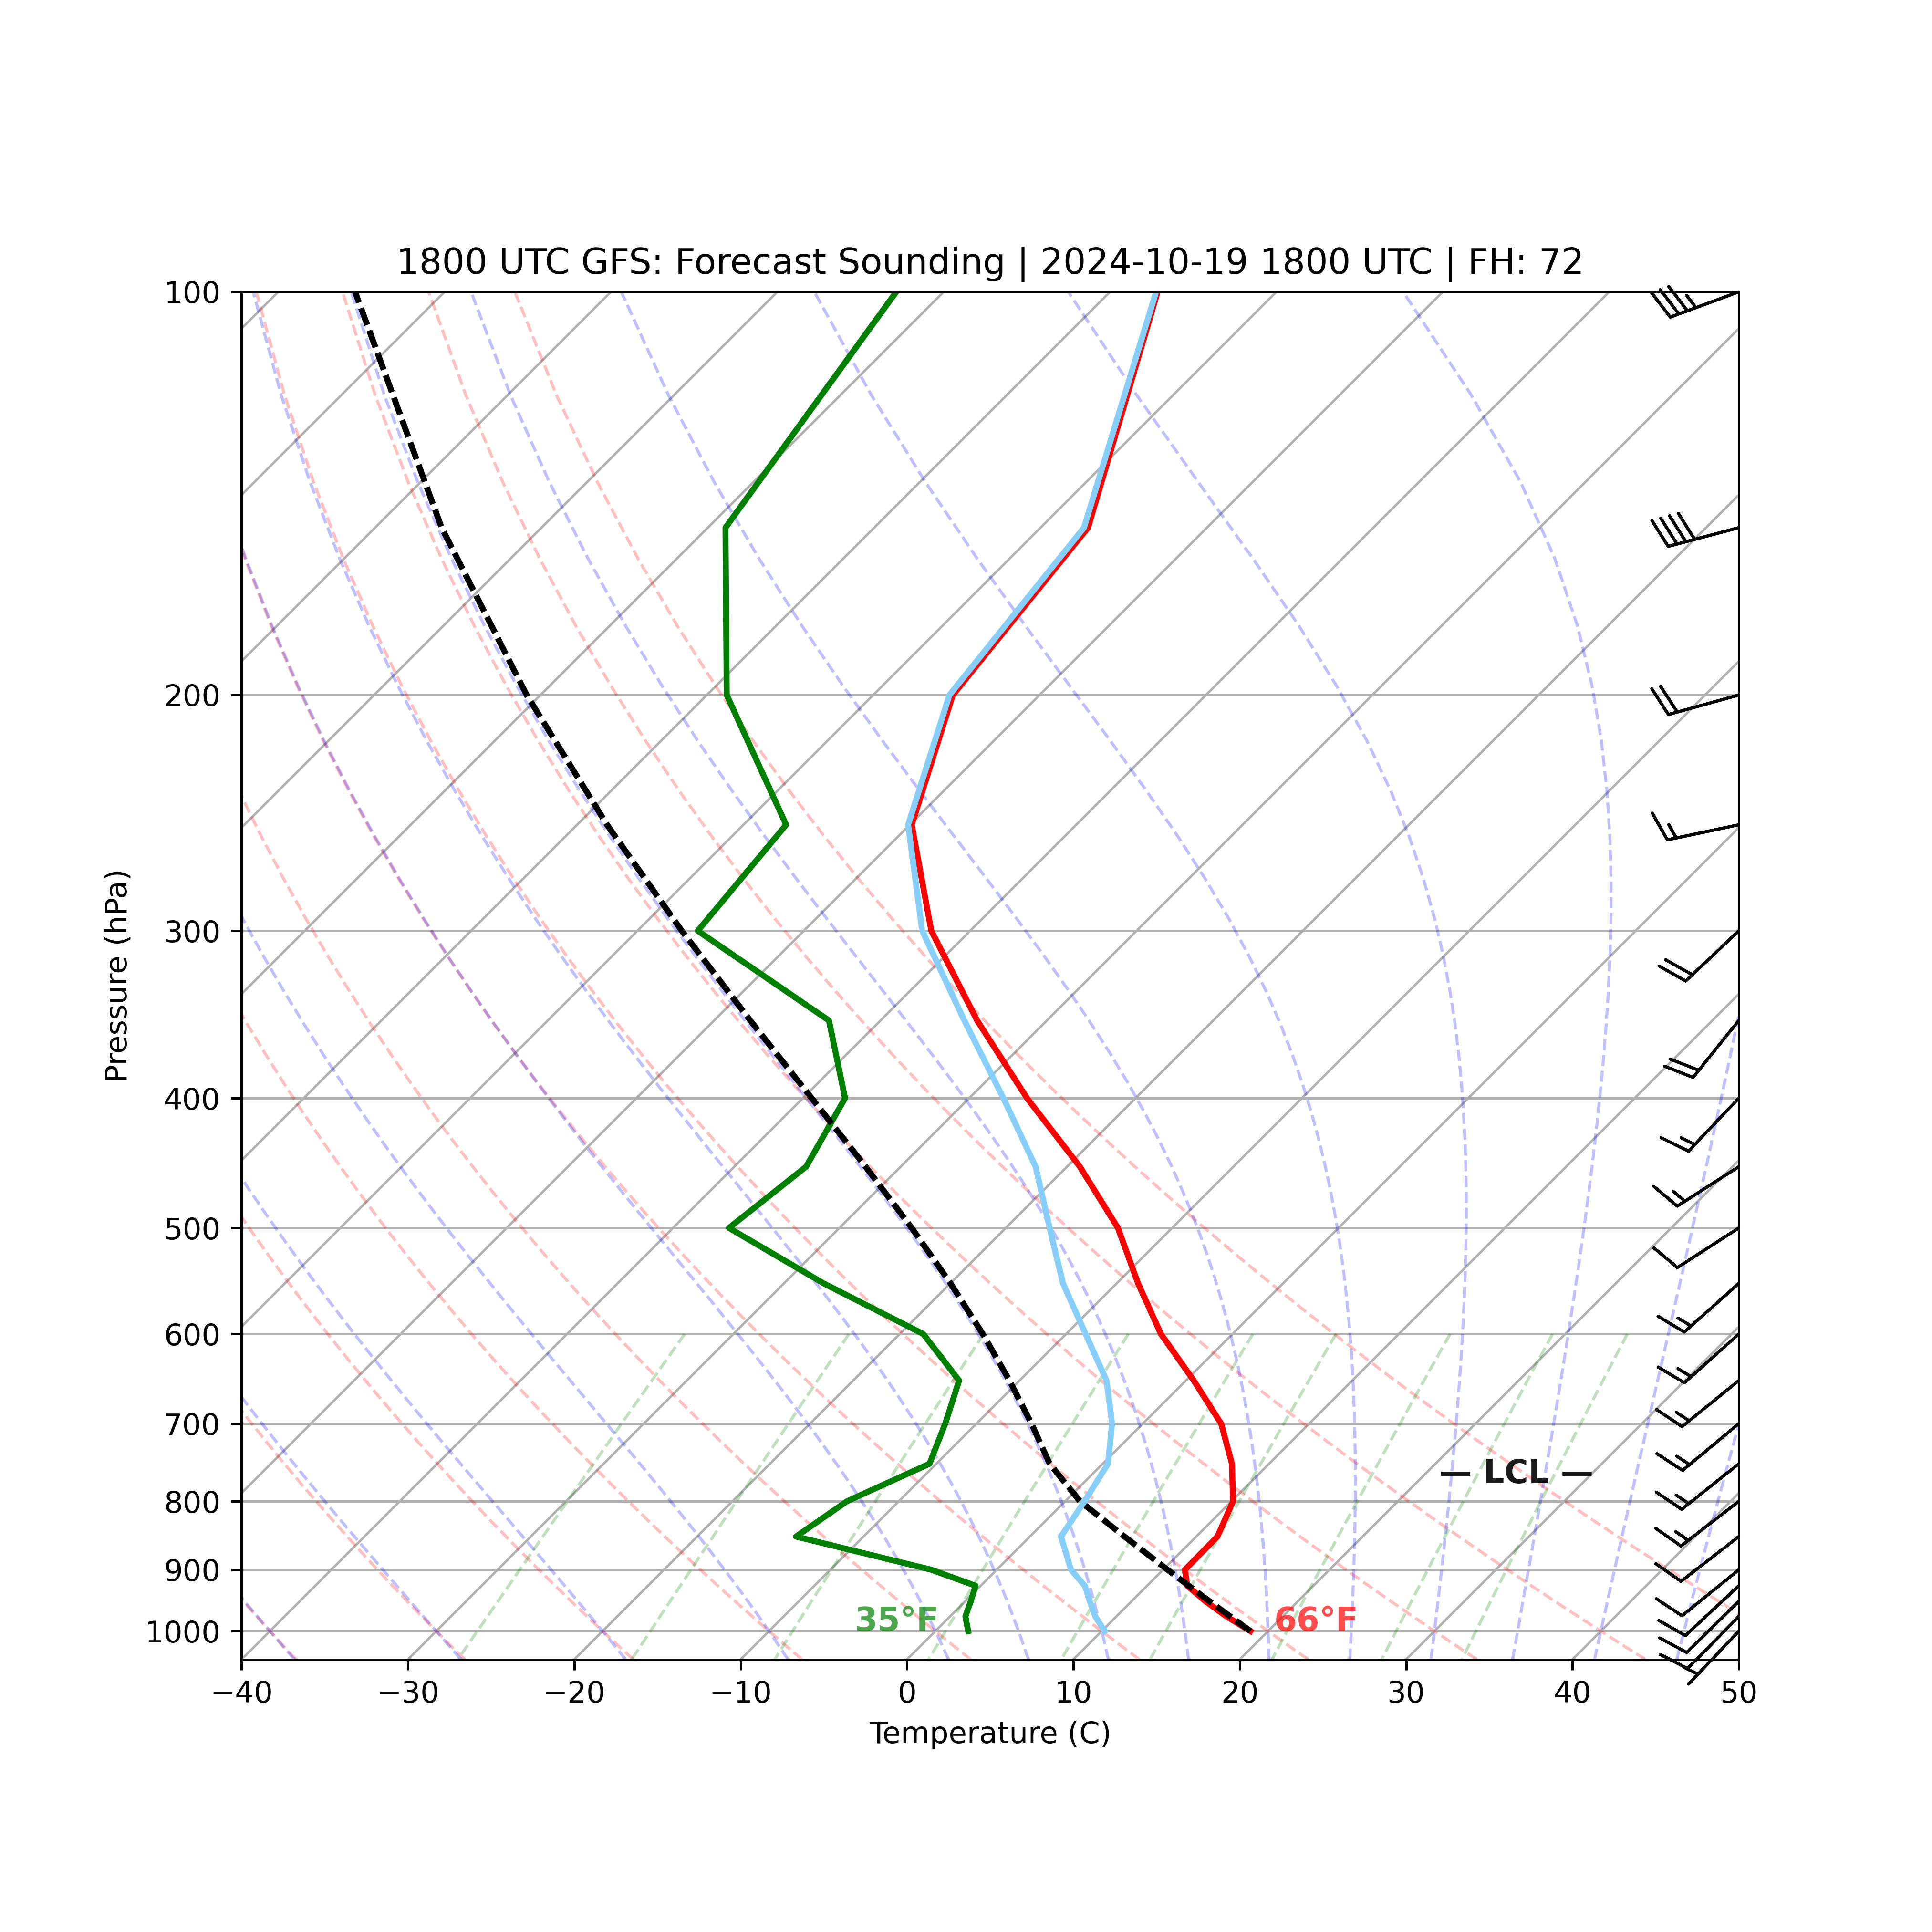 1800 UTC GFS: Forecast Sounding | 2024-10-19 1800 UTC | FH: 72
100
200
300
400
500
600
700
800
900
1000
Pressure (hPa)
— LCL —
35°F
66°F
−40 −30 −20 −10 0 10 20 30 40 50
Temperature (C)